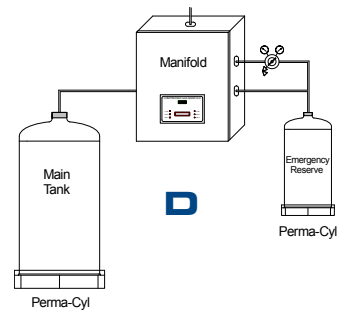 Manifold
Emergency
Reserve
Main
Tank
D
Perma-Cyl
Perma-Cyl